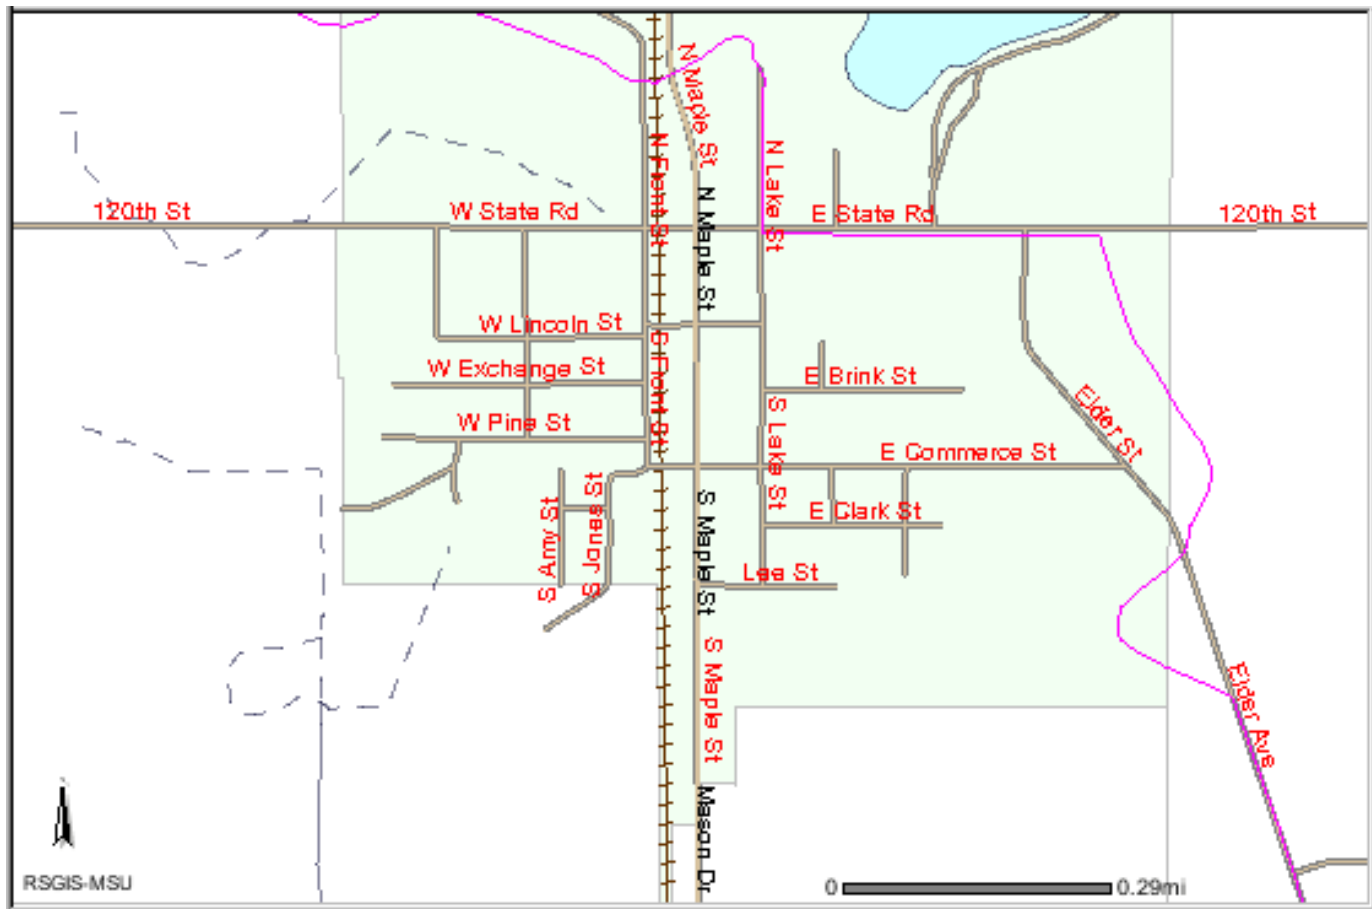 N Maple St
N Front St
N Lake St
120th St
W State Rd
E State Rd
120th St
N Maple St
W Lincoln St
W Exchange St
S Front St
E Brink St
Elder St
W Pine St
S Lake St
E Commerce St
S Amy St
S Jones St
S Maple St
E Clark St
Lee St
S Maple St
Elder Ave
Mason Dr
RSGIS-MSU
0 0.29mi